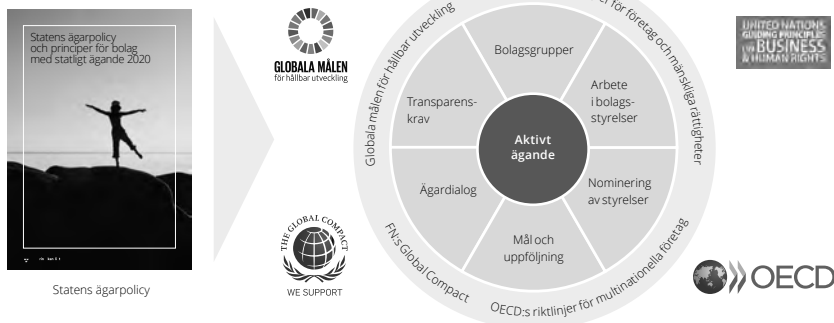 Statens ägarpolicy
och principer för bolag
med statligt ägande 2020
Statens ägarpolicy
GLOBALA MÅLEN
för hållbar utveckling
THE GLOBAL COMPACT
WE SUPPORT
Globala målen för hållbar utveckling
för företag och mänskliga rättigheter
FN:s Global Compact
OECD:s riktlinjer för multinationella företag
Bolagsgrupper
Arbete
i bolags-
styrelser
Nominering
av styrelser
Mål och
uppföljning
Ägardialog
Transparens-
krav
Aktivt
ägande
UNITED NATIONS
GUIDING PRINCIPLES
BUSINESS
& HUMAN RIGHTS
OECD